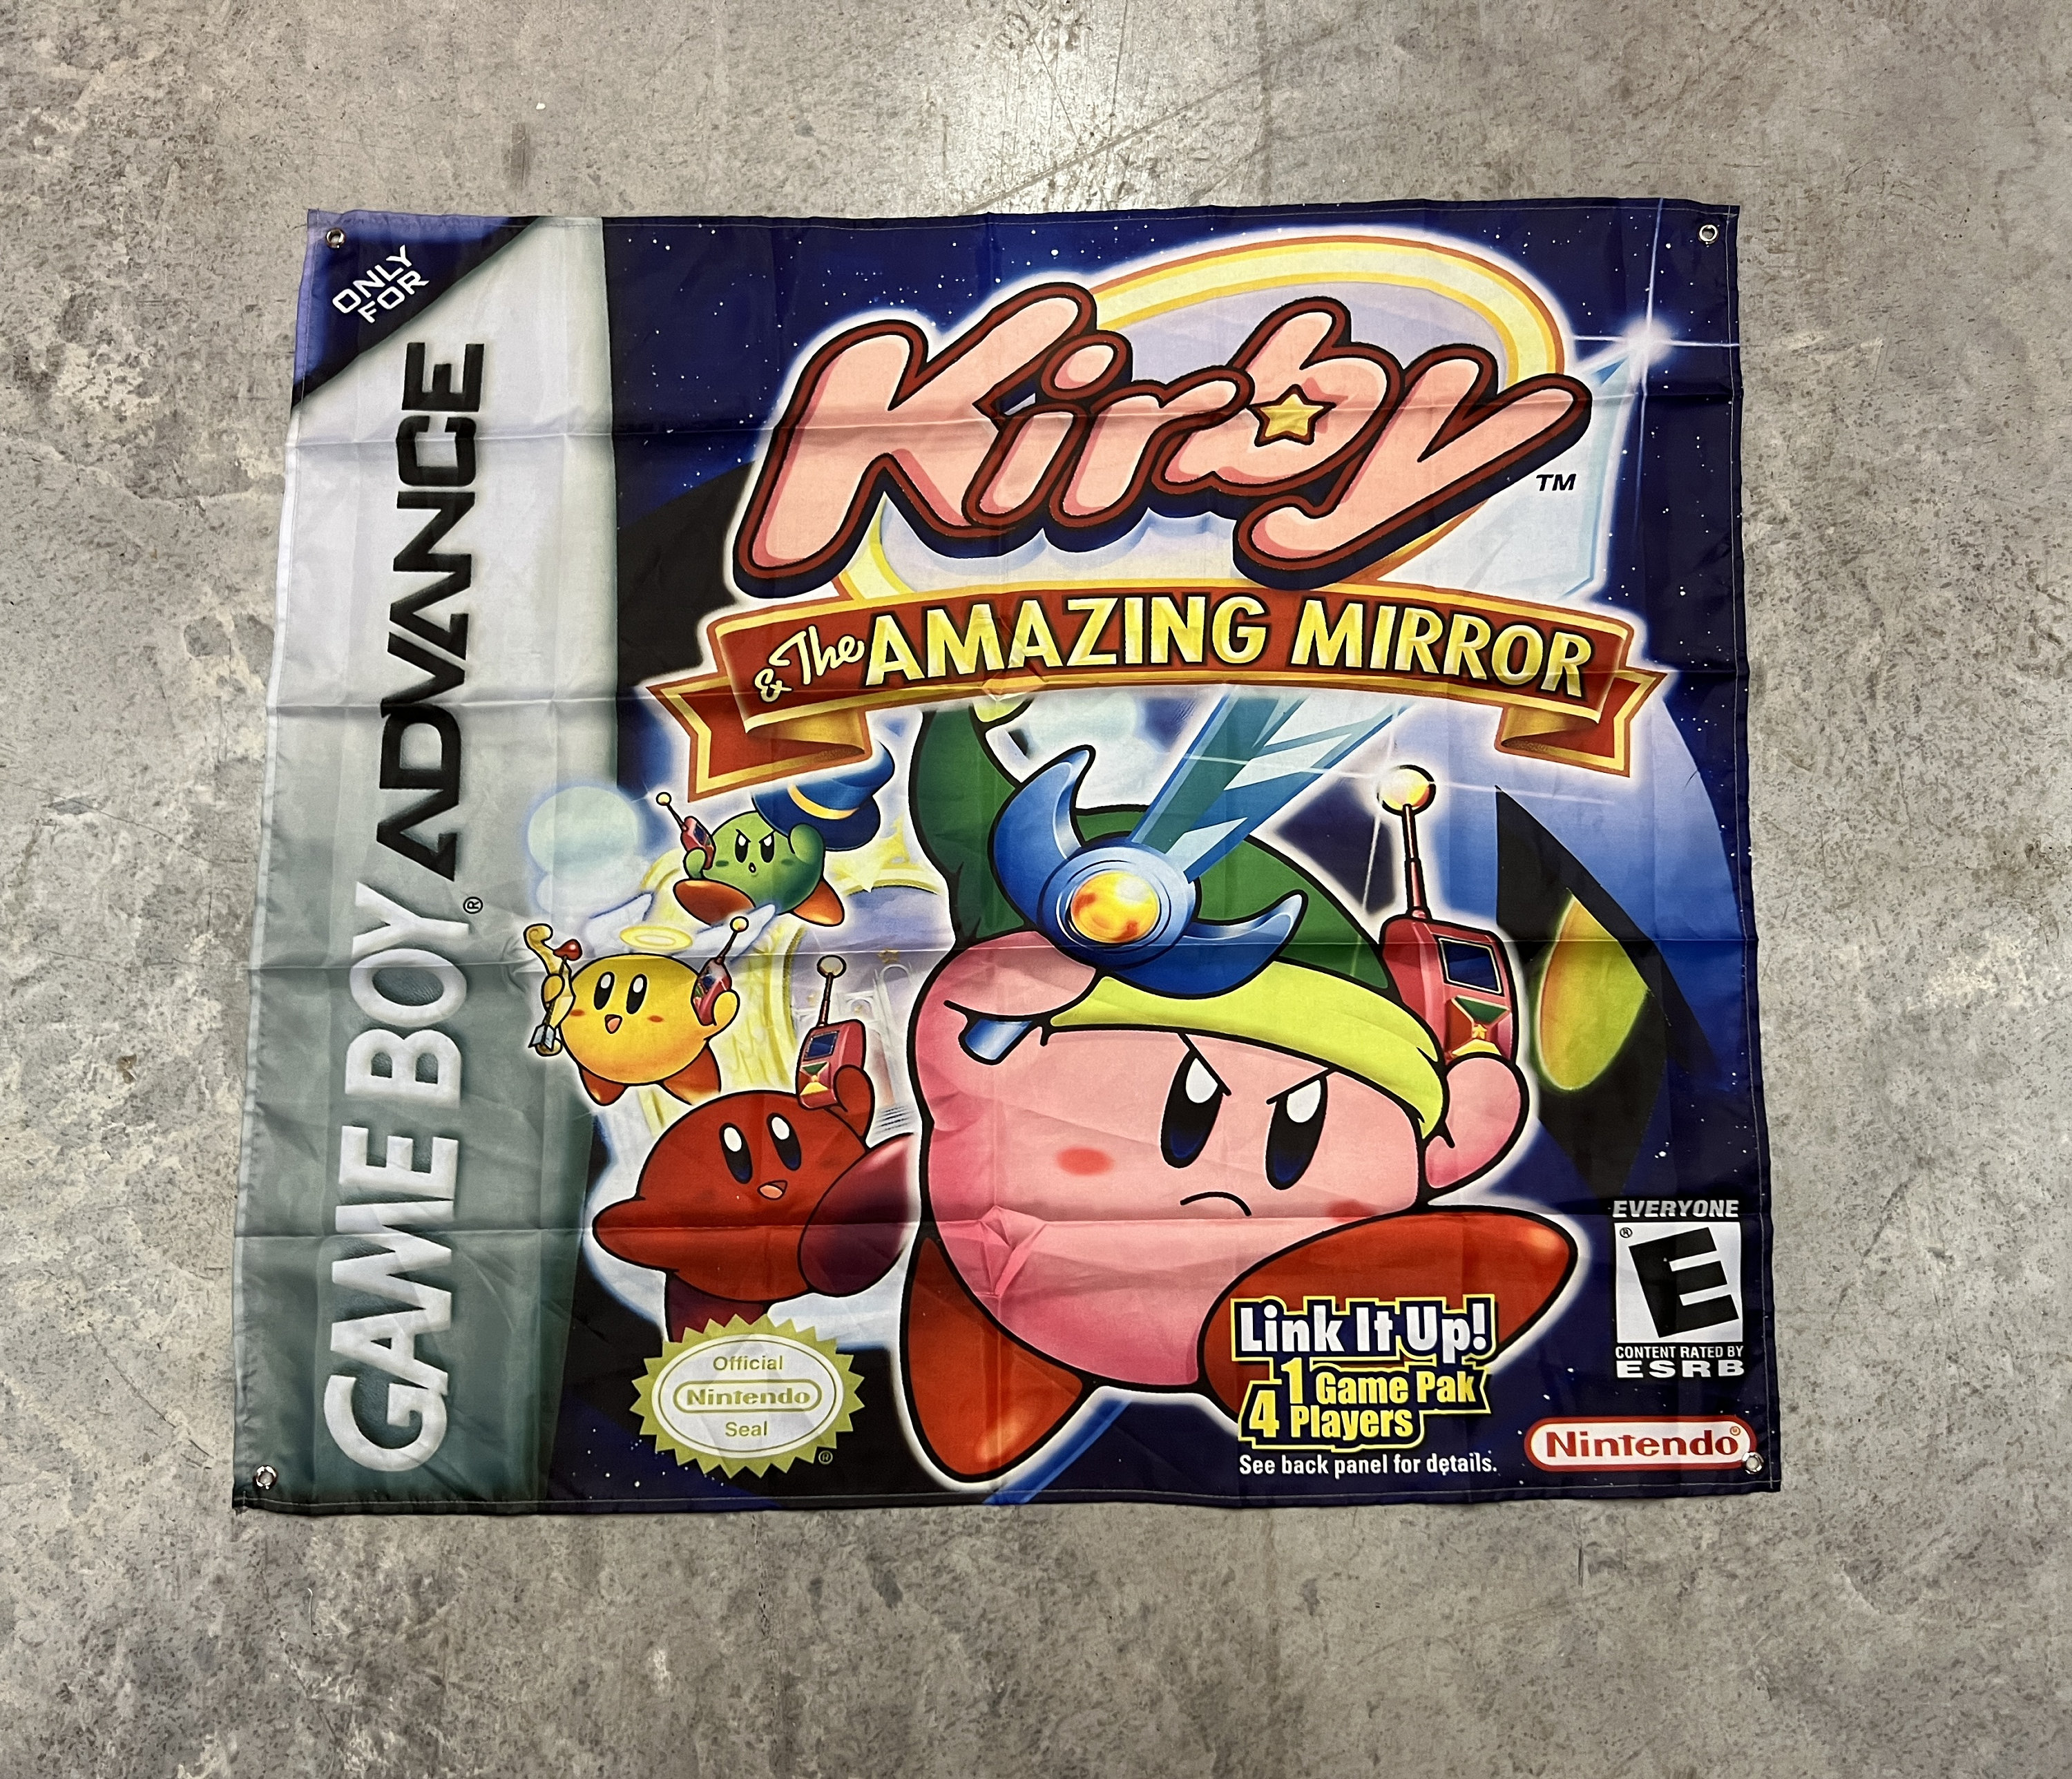 ONLY
FOR
GAME BOY ADVANCE®
Kirby
TM
& The AMAZING MIRROR
EVERYONE
® E
CONTENT RATED BY
ESRB
Link It Up!
1 Game Pak
4 Players
See back panel for details.
Official
Nintendo
Seal
®
Nintendo®